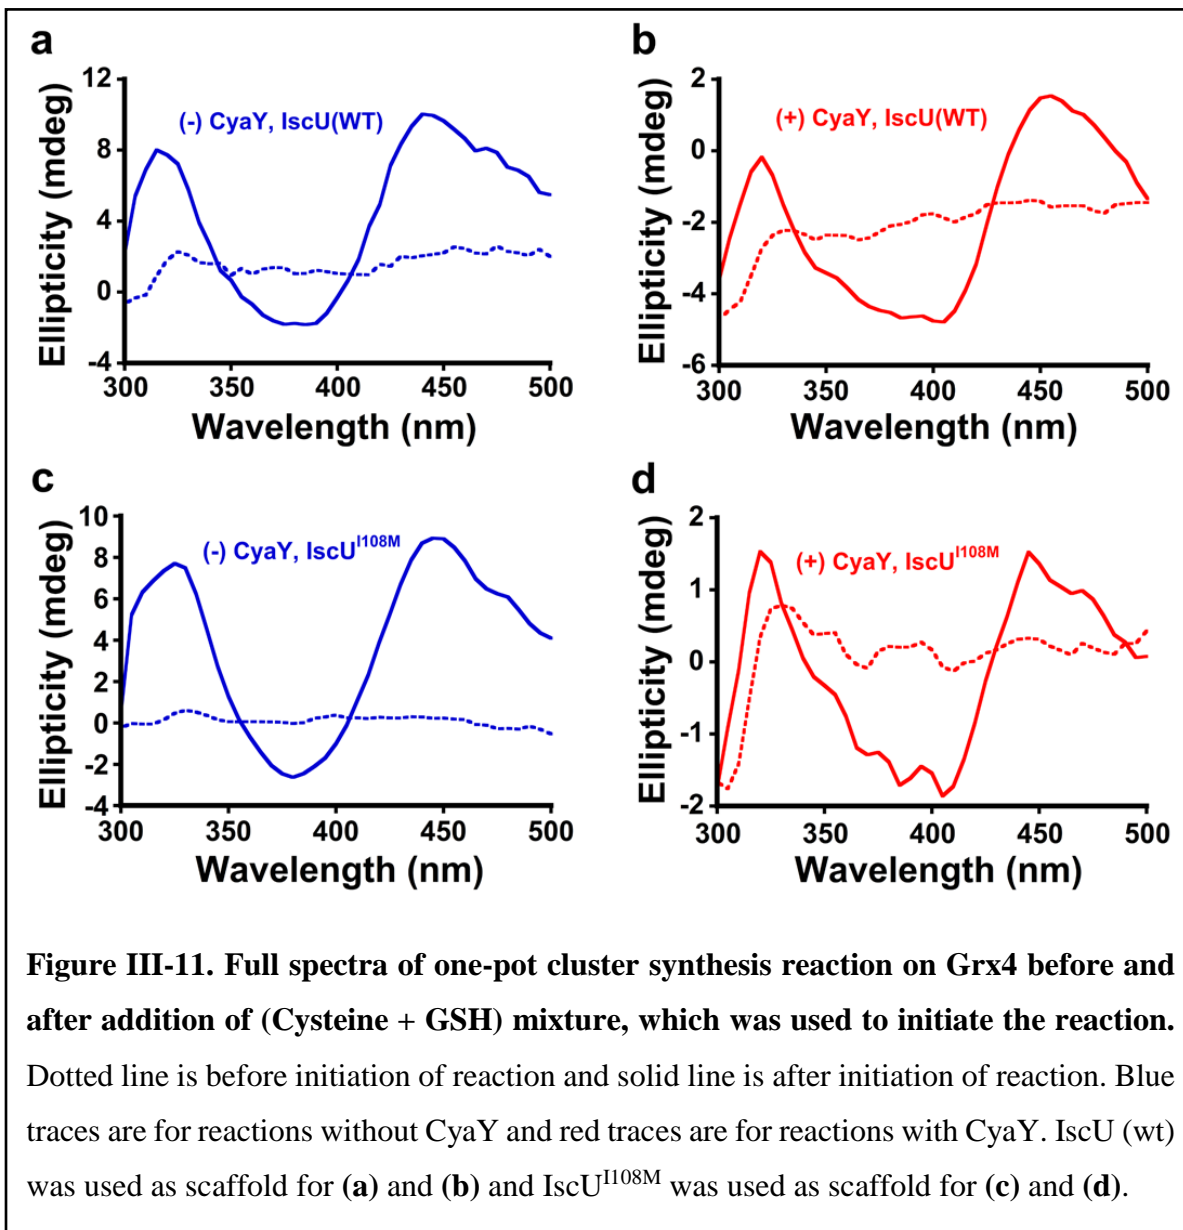 a
b
12
8
4
0
-4
Ellipticity (mdeg)
(-) CyaY, IscU(WT)
300 350 400 450 500
Wavelength (nm)
2
0
-2
-4
-6
Ellipticity (mdeg)
(+) CyaY, IscU(WT)
300 350 400 450 500
Wavelength (nm)
c
d
10
8
6
4
2
0
-2
-4
Ellipticity (mdeg)
(-) CyaY, IscU^I108M
300 350 400 450 500
Wavelength (nm)
2
1
0
-1
-2
Ellipticity (mdeg)
(+) CyaY, IscU^I108M
300 350 400 450 500
Wavelength (nm)
Figure III-11. Full spectra of one-pot cluster synthesis reaction on Grx4 before and
after addition of (Cysteine + GSH) mixture, which was used to initiate the reaction.
Dotted line is before initiation of reaction and solid line is after initiation of reaction. Blue
traces are for reactions without CyaY and red traces are for reactions with CyaY. IscU (wt)
was used as scaffold for (a) and (b) and IscU^I108M was used as scaffold for (c) and (d).